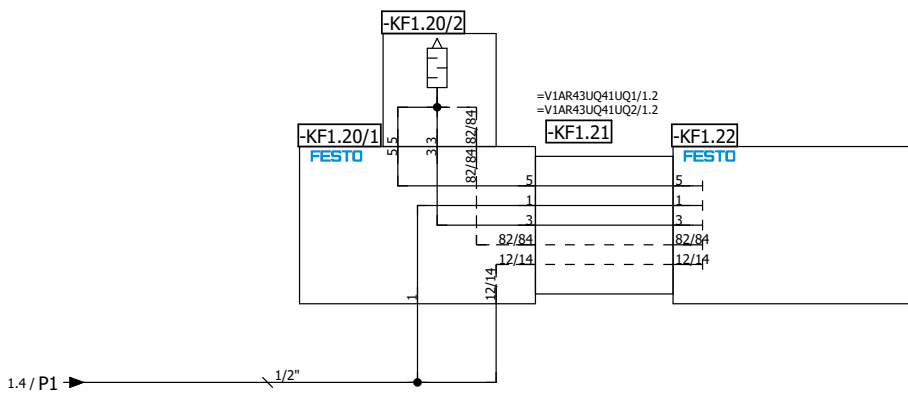 -KF1.20/2
=V1AR43UQ41UQ1/1.2
=V1AR43UQ41UQ2/1.2
-KF1.20/1
-KF1.21
-KF1.22
5 3 82/84
5 3 82/84
FESTO
FESTO
5 5
1 1
3 3
82/84 82/84
12/14 12/14
1 12/14
1.4 / P1
1/2"